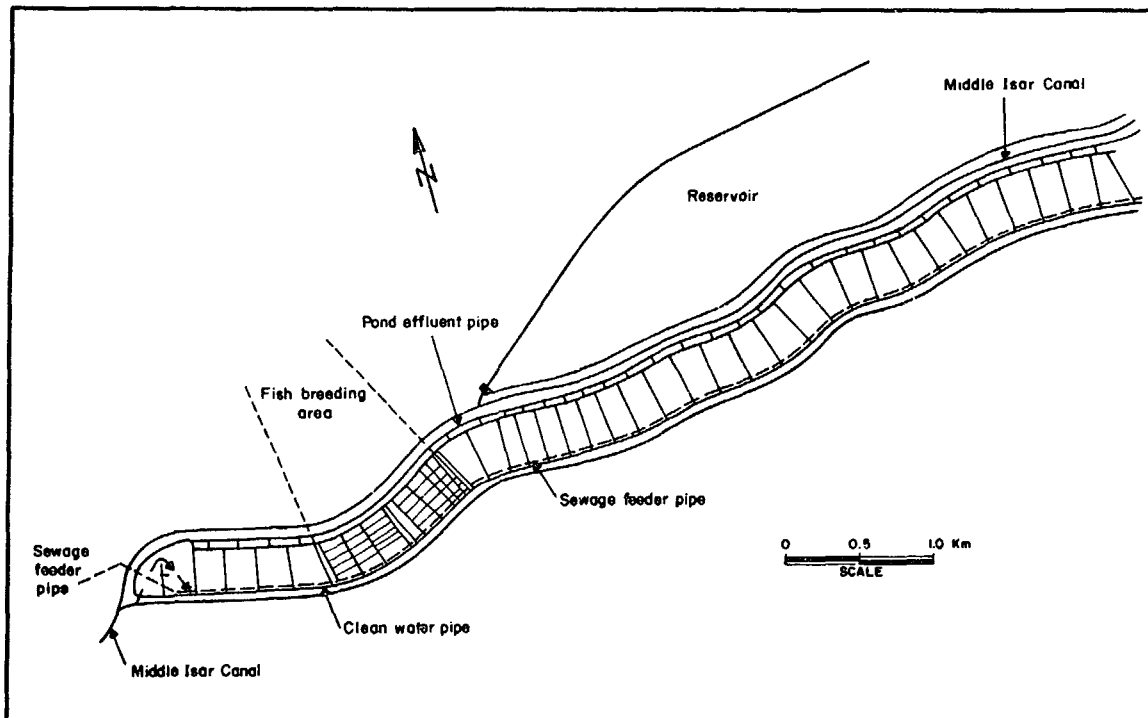 Middle Isar Canal
N
Reservoir
Pond effluent pipe
Fish breeding
area
Sewage feeder pipe
Sewage
feeder
pipe
Clean water pipe
Middle Isar Canal
0 0.5 1.0 Km
SCALE